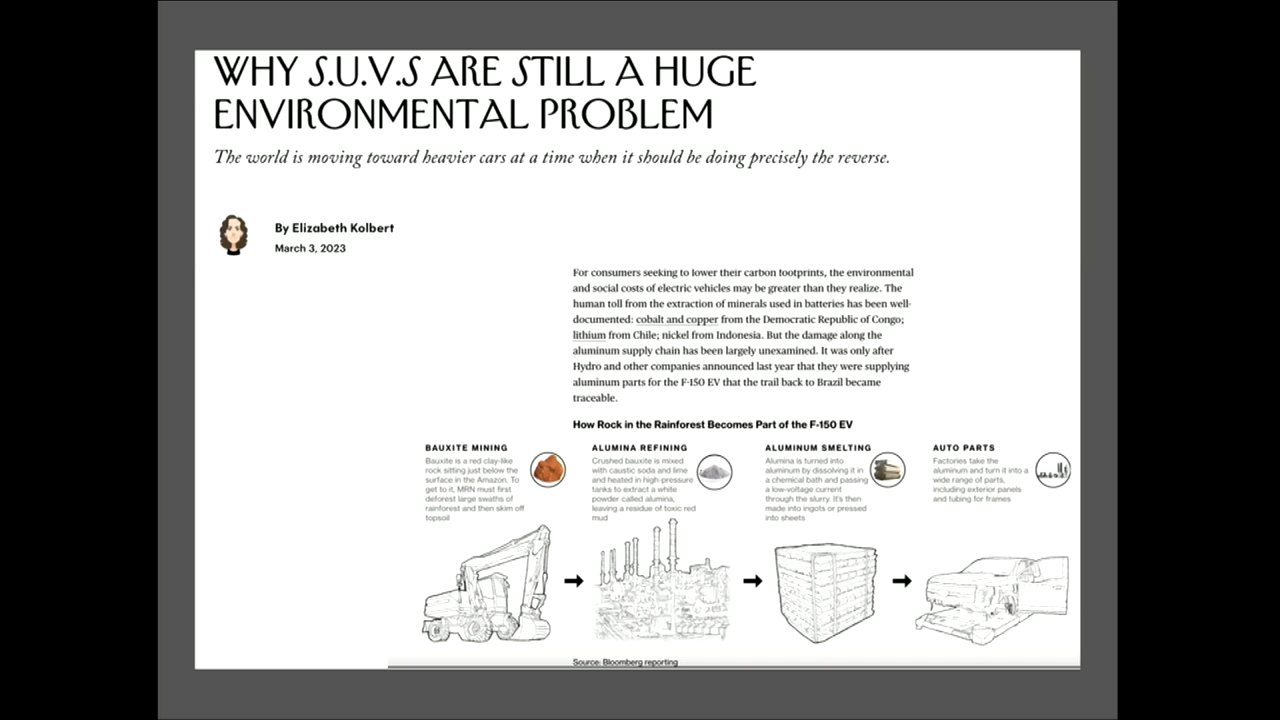 WHY S.U.V.S ARE STILL A HUGE
ENVIRONMENTAL PROBLEM
The world is moving toward heavier cars at a time when it should be doing precisely the reverse.
By Elizabeth Kolbert
March 3, 2023
For consumers seeking to lower their carbon footprints, the environmental
and social costs of electric vehicles may be greater than they realize. The
human toll from the extraction of minerals used in batteries has been well-
documented: cobalt and copper from the Democratic Republic of Congo;
lithium from Chile; nickel from Indonesia. But the damage along the
aluminum supply chain has been largely unexamined. It was only after
Hydro and other companies announced last year that they were supplying
aluminum parts for the F-150 EV that the trail back to Brazil became
traceable.
How Rock in the Rainforest Becomes Part of the F-150 EV
BAUXITE MINING
Bauxite is a red clay-like
rock sitting just below the
surface in the Amazon. To
get to it, MRN must first
deforest large swaths of
rainforest and then skim off
topsoil
ALUMINA REFINING
Crushed bauxite is mixed
with caustic soda and lime
and heated in high-pressure
tanks to extract a white
powder called alumina,
leaving a residue of toxic red
mud
ALUMINUM SMELTING
Alumina is turned into
aluminum by dissolving it in
a chemical bath and passing
a low-voltage current
through the slurry. It's then
made into ingots or pressed
into sheets
AUTO PARTS
Factories take the
aluminum and turn it into a
wide range of parts,
including exterior panels
and tubing for frames
Source: Bloomberg reporting